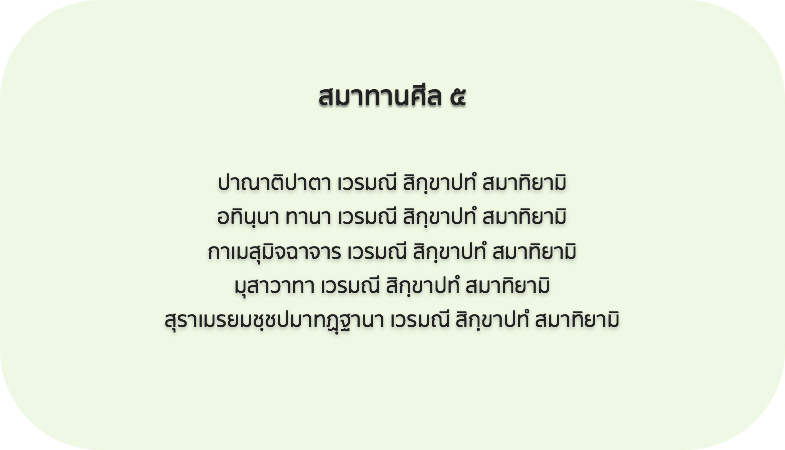 สมาทานศีล ๕
ปาณาติปาตา เวรมณี สิกฺขาปทํ สมาทิยามิ
อทินฺนา ทานา เวรมณี สิกฺขาปทํ สมาทิยามิ
กาเมสุมิจฉาจาร เวรมณี สิกฺขาปทํ สมาทิยามิ
มุสาวาทา เวรมณี สิกฺขาปทํ สมาทิยามิ
สุราเมรยมชฺชปมาทฏฺฐานา เวรมณี สิกฺขาปทํ สมาทิยามิ